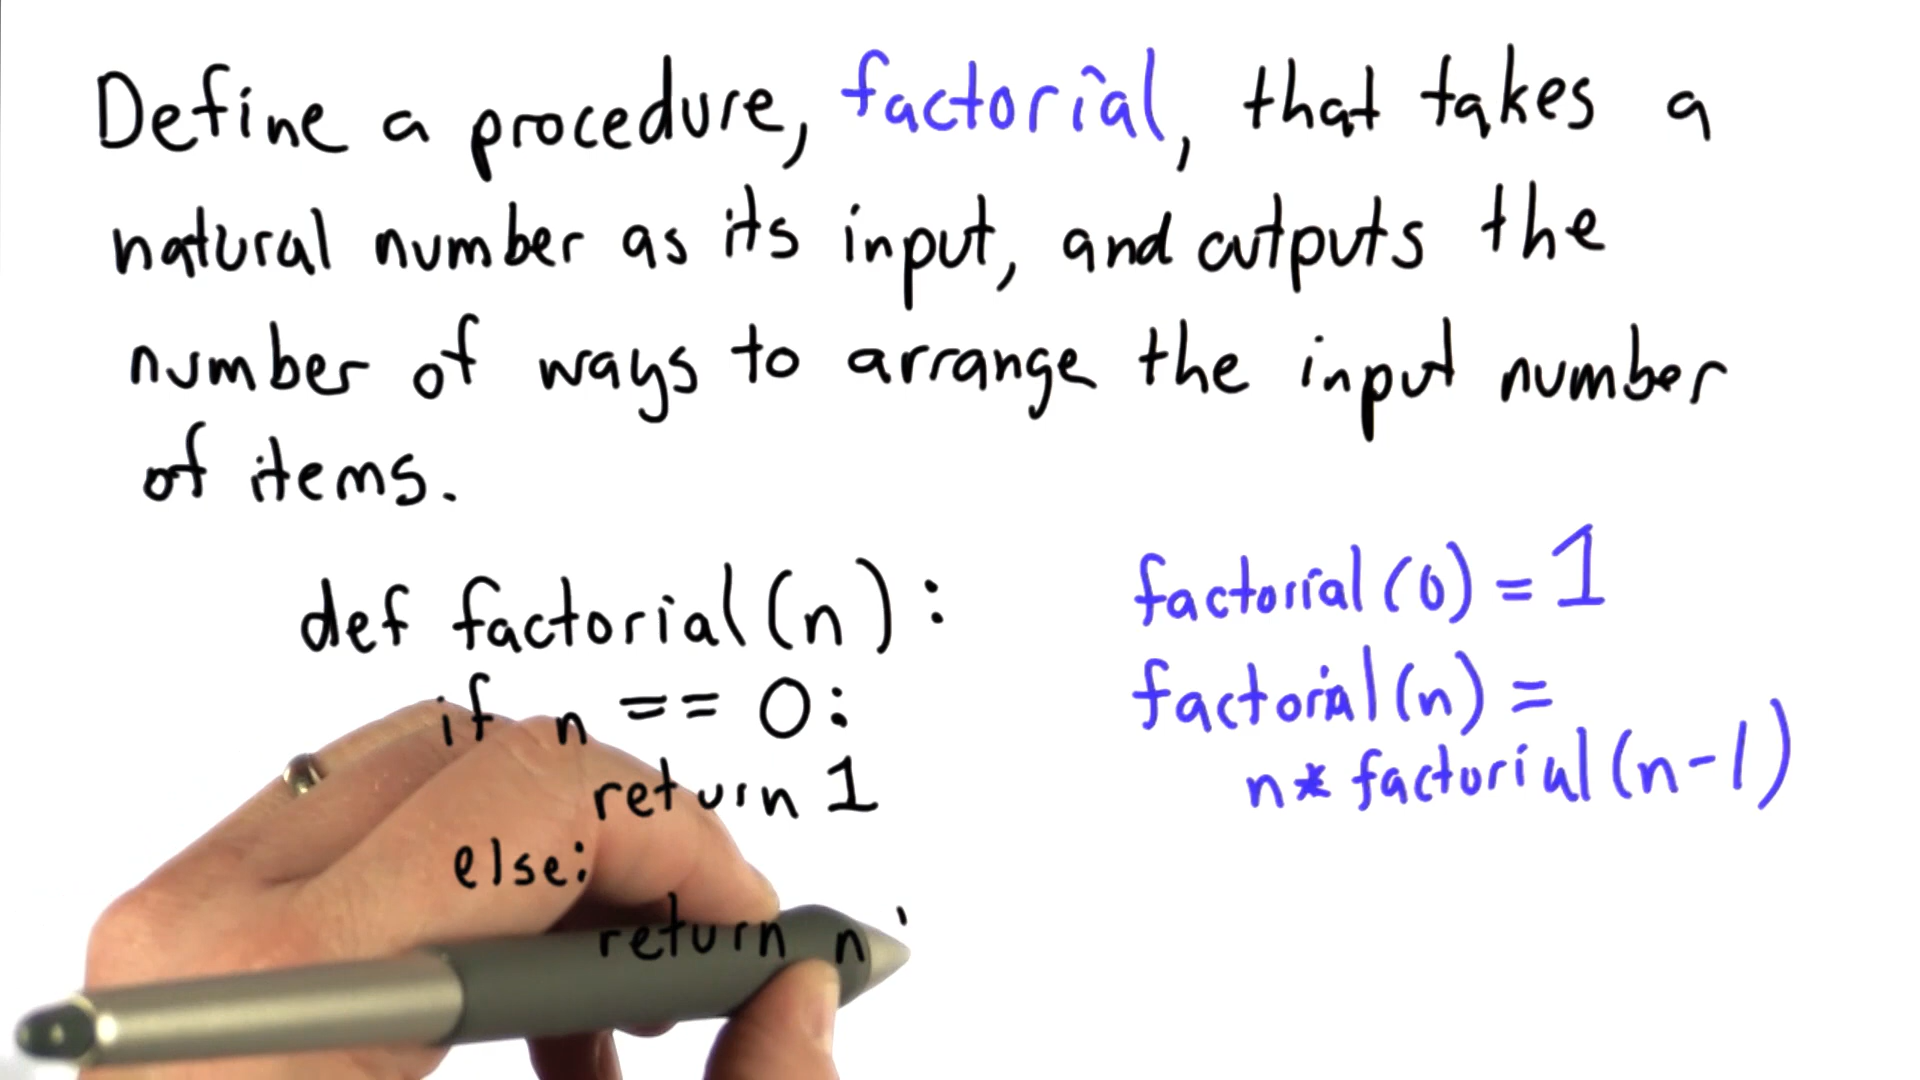 Define a procedure, factorial, that takes a
natural number as its input, and outputs the
number of ways to arrange the input number
of items.
def factorial(n):
if n == 0:
return 1
else:
return n
factorial(0) = 1
factorial(n) =
n * factorial(n-1)